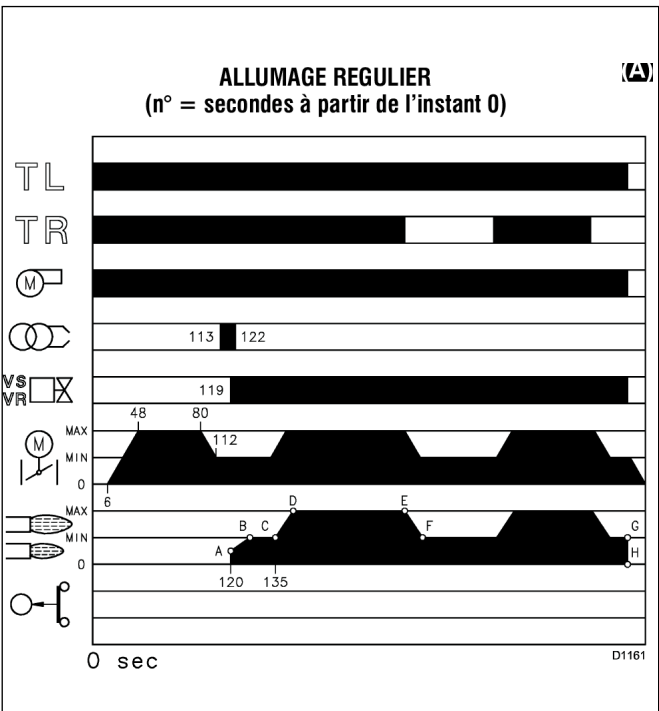 ALLUMAGE REGULIER
(n° = secondes à partir de l'instant 0)
(A)
TL
TR
M
113 122
VS
VR
119
48 80
MAX
M
112
MIN
0
6
MAX
D E
MIN
B C F G
A
0
H
120 135
0 sec
D1161